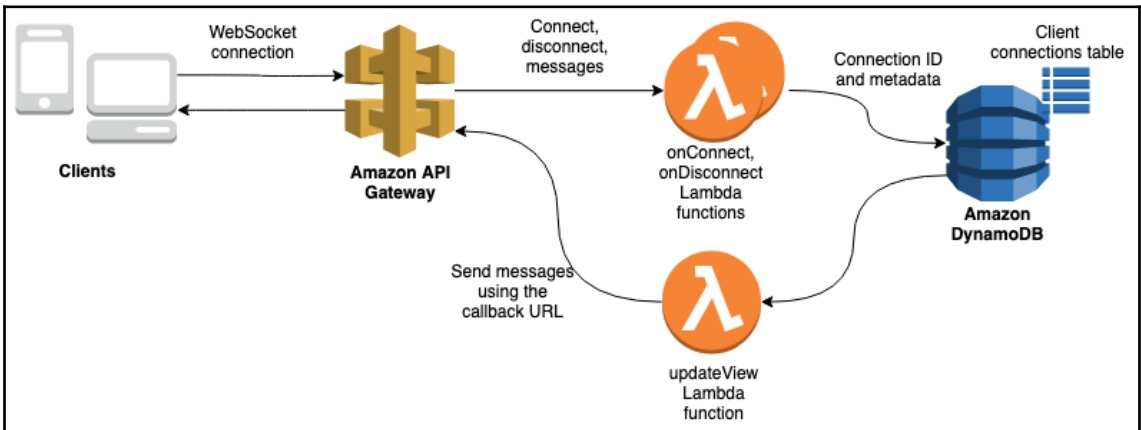 WebSocket
connection
Connect,
disconnect,
messages
Client
connections table
Connection ID
and metadata
Clients
Amazon API
Gateway
onConnect,
onDisconnect
Lambda
functions
Amazon
DynamoDB
Send messages
using the
callback URL
updateView
Lambda
function